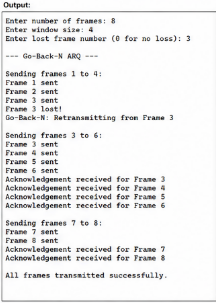 Output:
Enter number of frames: 8
Enter window size: 4
Enter lost frame number (0 for no loss): 3
--- Go-Back-N ARQ ---
Sending frames 1 to 4:
Frame 1 sent
Frame 2 sent
Frame 3 sent
Frame 3 lost!
Go-Back-N: Retransmitting from Frame 3
Sending frames 3 to 6:
Frame 3 sent
Frame 4 sent
Frame 5 sent
Frame 6 sent
Acknowledgement received for Frame 3
Acknowledgement received for Frame 4
Acknowledgement received for Frame 5
Acknowledgement received for Frame 6
Sending frames 7 to 8:
Frame 7 sent
Frame 8 sent
Acknowledgement received for Frame 7
Acknowledgement received for Frame 8
All frames transmitted successfully.